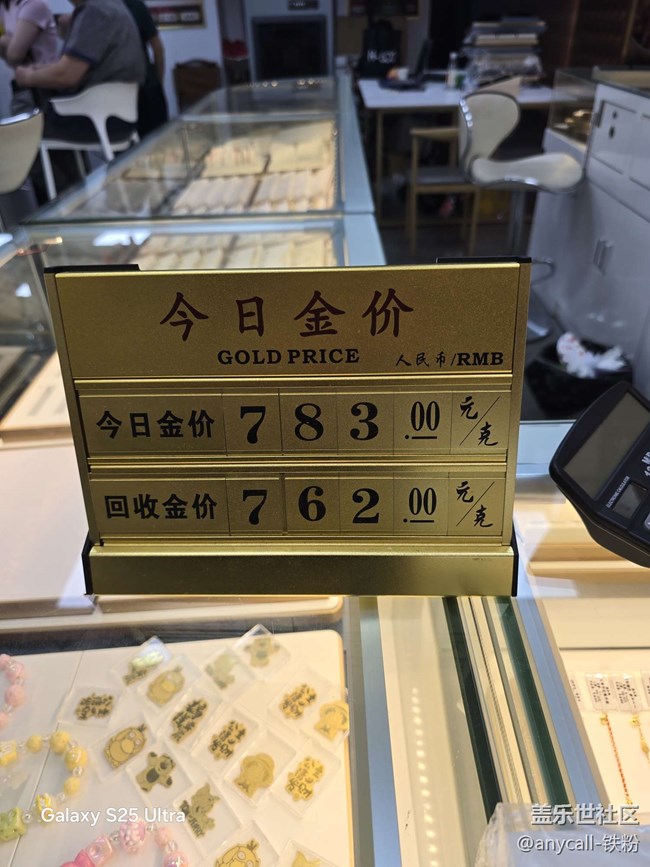 今日金价
GOLD PRICE 人民币/RMB
今日金价 783.00 元/克
回收金价 762.00 元/克
Galaxy S25 Ultra
盖乐世社区
@anycall-铁粉